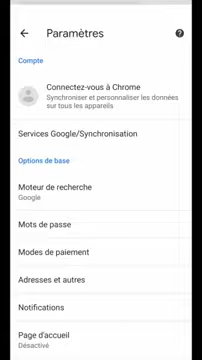 Paramètres
Compte
Connectez-vous à Chrome
Synchroniser et personnaliser les données
sur tous les appareils
Services Google/Synchronisation
Options de base
Moteur de recherche
Google
Mots de passe
Modes de paiement
Adresses et autres
Notifications
Page d'accueil
Désactivé